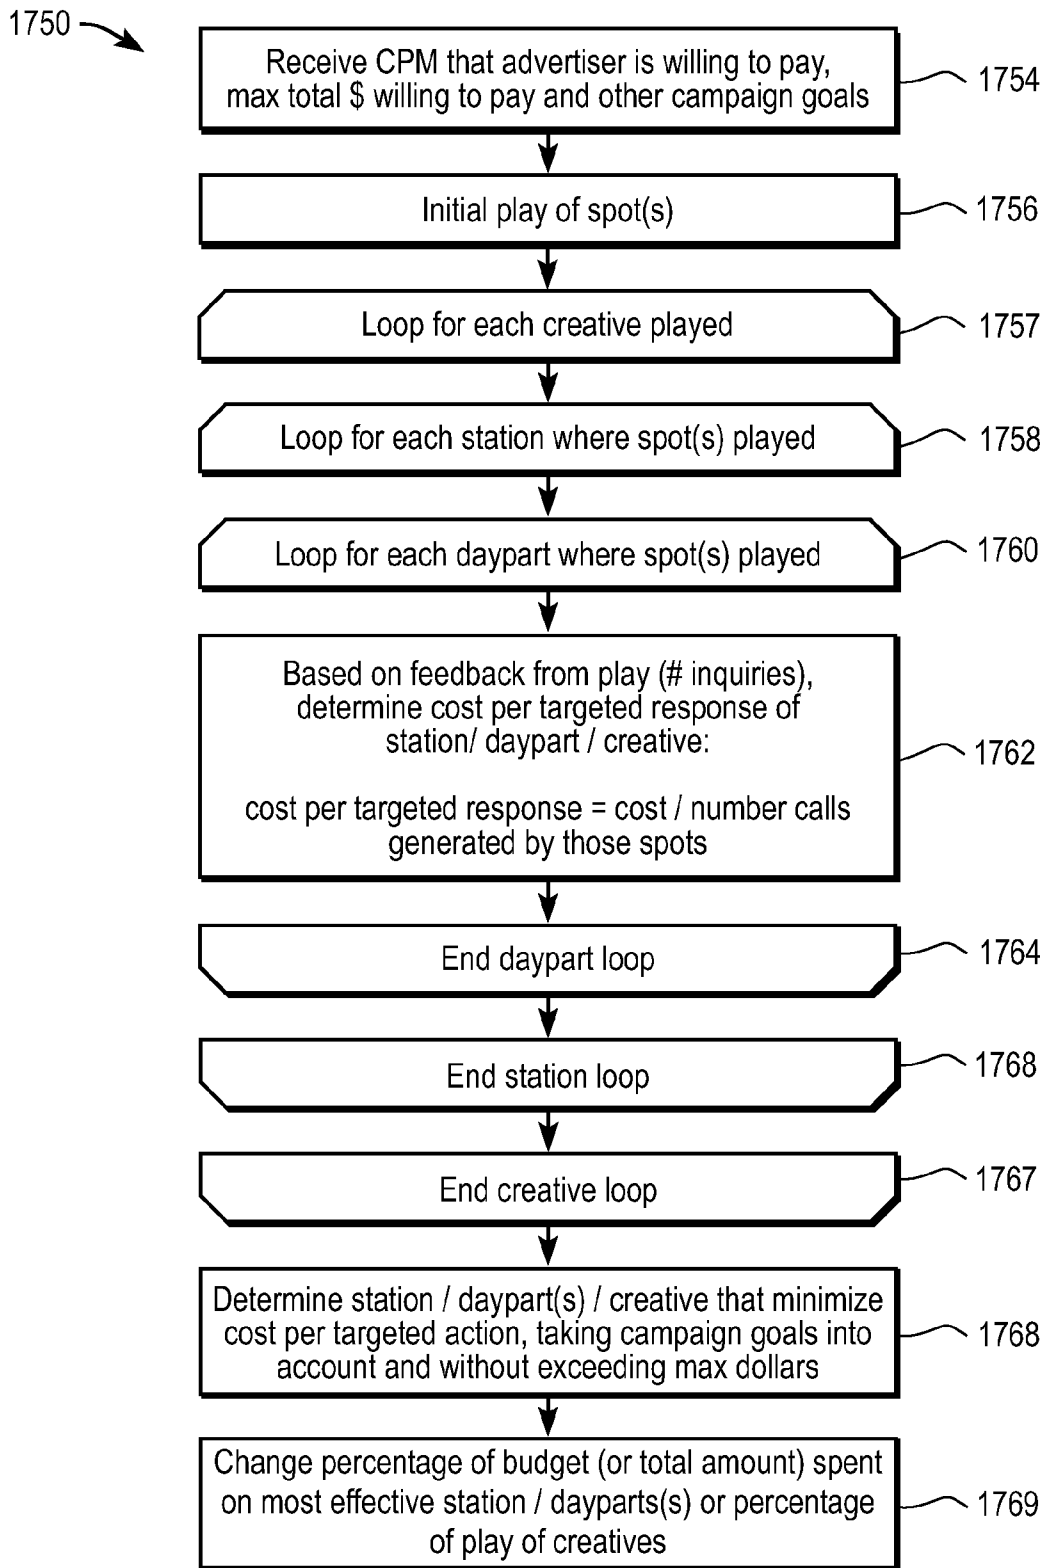 1750
Receive CPM that advertiser is willing to pay,
max total $ willing to pay and other campaign goals
1754
Initial play of spot(s)
1756
Loop for each creative played
1757
Loop for each station where spot(s) played
1758
Loop for each daypart where spot(s) played
1760
Based on feedback from play (# inquiries),
determine cost per targeted response of
station/ daypart / creative:
cost per targeted response = cost / number calls
generated by those spots
1762
End daypart loop
1764
End station loop
1768
End creative loop
1767
Determine station / daypart(s) / creative that minimize
cost per targeted action, taking campaign goals into
account and without exceeding max dollars
1768
Change percentage of budget (or total amount) spent
on most effective station / dayparts(s) or percentage
of play of creatives
1769